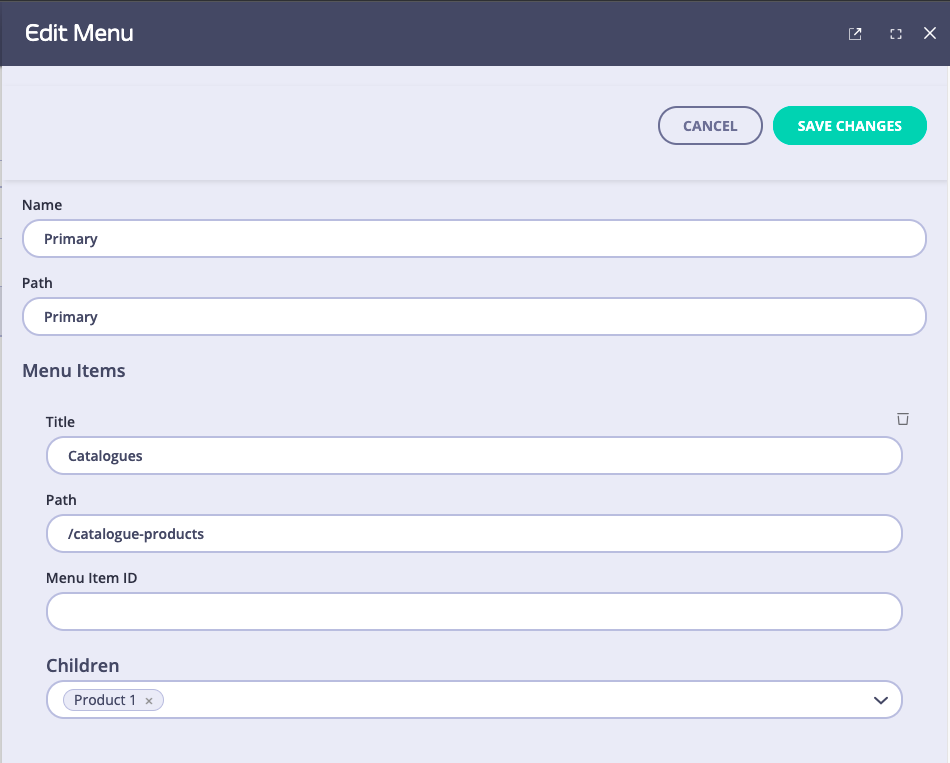 Edit Menu
CANCEL
SAVE CHANGES
Name
Primary
Path
Primary
Menu Items
Title
Catalogues
Path
/catalogue-products
Menu Item ID
Children
Product 1 ×